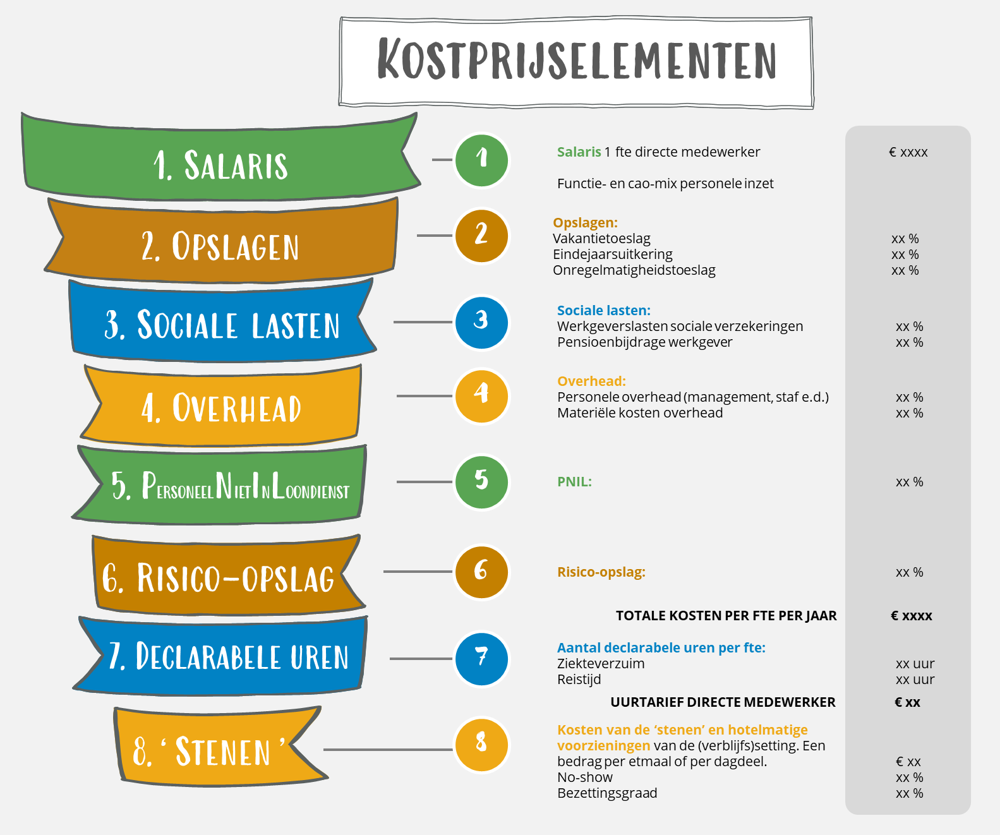 KOSTPRIJSELEMENTEN
1. SALARIS
1
Salaris 1 fte directe medewerker € xxxx
Functie- en cao-mix personele inzet
2. OPSLAGEN
2
Opslagen:
Vakantietoeslag xx %
Eindejaarsuitkering xx %
Onregelmatigheidstoeslag xx %
3. SOCIALE LASTEN
3
Sociale lasten:
Werkgeverslasten sociale verzekeringen xx %
Pensioenbijdrage werkgever xx %
4. OVERHEAD
4
Overhead:
Personele overhead (management, staf e.d.) xx %
Materiële kosten overhead xx %
5. PERSONEEL NIET IN LOONDIENST
5
PNIL: xx %
6. RISICO-OPSLAG
6
Risico-opslag: xx %
TOTALE KOSTEN PER FTE PER JAAR € xxxx
7. DECLARABELE UREN
7
Aantal declarabele uren per fte:
Ziekteverzuim xx uur
Reistijd xx uur
UURTARIEF DIRECTE MEDEWERKER € xx
8. ‘ STENEN ’
8
Kosten van de ‘stenen’ en hotelmatige
voorzieningen van de (verblijfs)setting. Een
bedrag per etmaal of per dagdeel. € xx
No-show xx %
Bezettingsgraad xx %